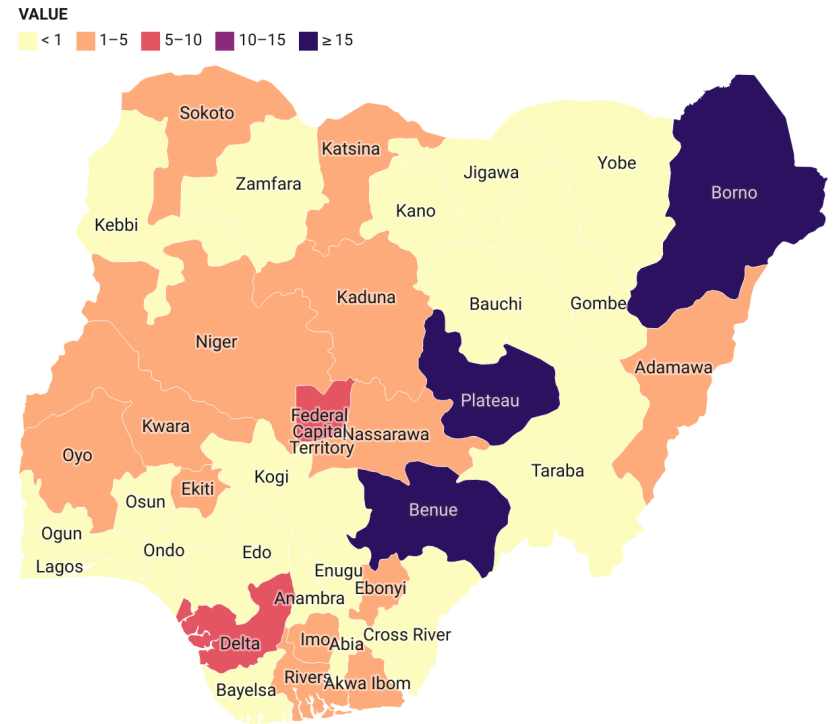 VALUE
< 1 1–5 5–10 10–15 ≥ 15
Sokoto
Katsina
Zamfara
Jigawa
Yobe
Borno
Kano
Kebbi
Kaduna
Bauchi
Gombe
Niger
Adamawa
Plateau
Federal
Capital
Territory
Nassarawa
Kwara
Oyo
Taraba
Kogi
Ekiti
Osun
Benue
Ogun
Ondo
Edo
Lagos
Enugu
Ebonyi
Anambra
Delta
Imo
Abia
Cross River
Rivers
Akwa Ibom
Bayelsa